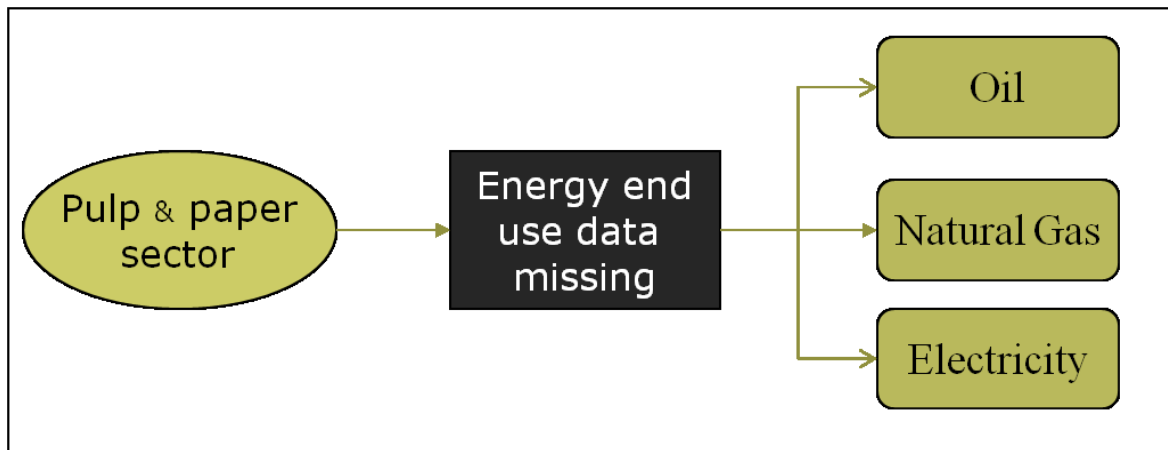 Pulp & paper
sector
Energy end
use data
missing
Oil
Natural Gas
Electricity